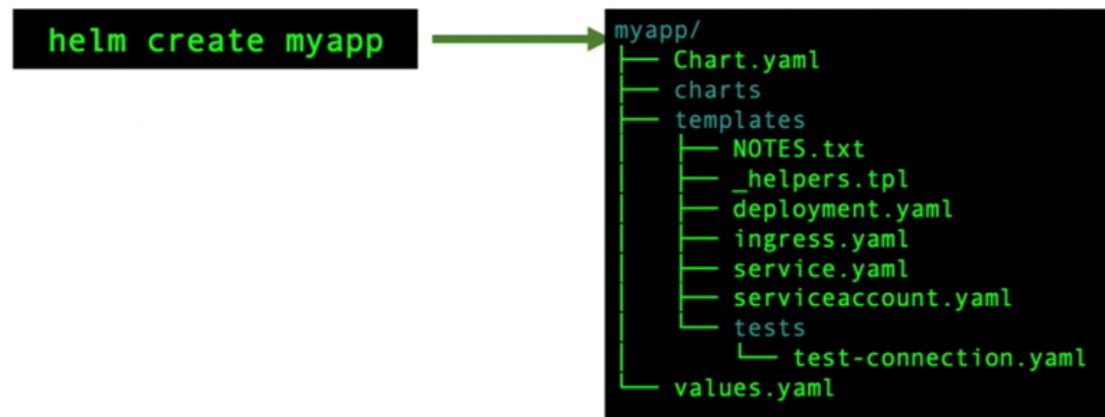 helm create myapp
myapp/
├── Chart.yaml
├── charts
├── templates
│   ├── NOTES.txt
│   ├── _helpers.tpl
│   ├── deployment.yaml
│   ├── ingress.yaml
│   ├── service.yaml
│   ├── serviceaccount.yaml
│   └── tests
│       └── test-connection.yaml
└── values.yaml